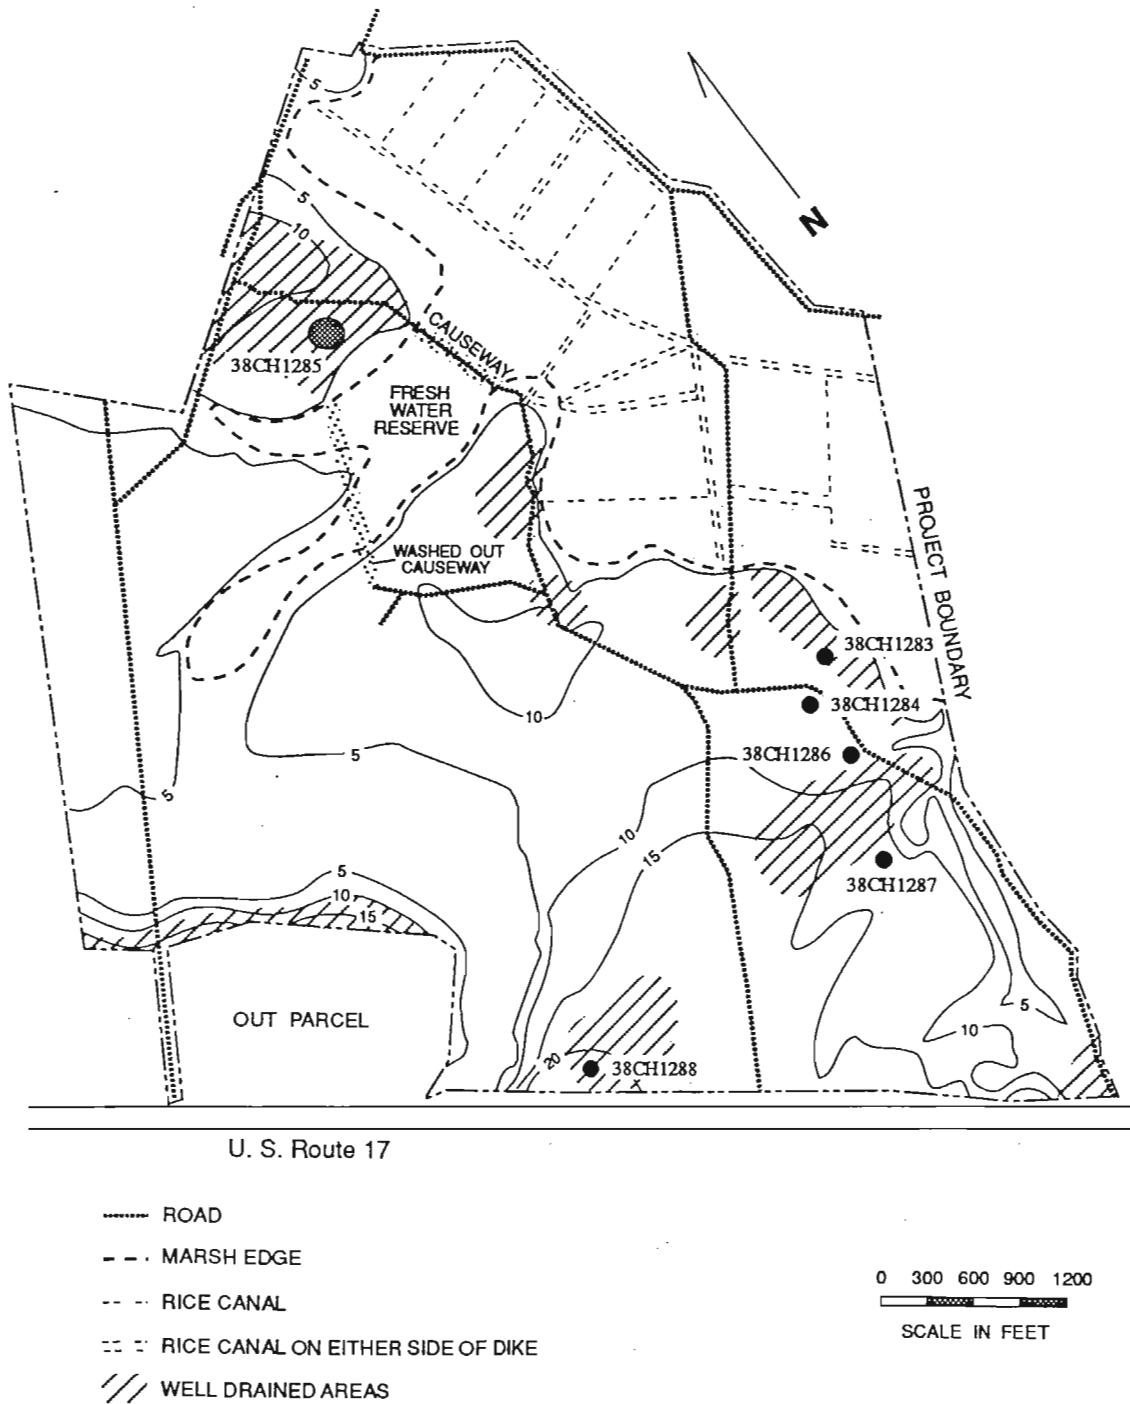 5
N
5
10
CAUSEWAY
38CH1285
FRESH
WATER
RESERVE
WASHED OUT
CAUSEWAY
PROJECT BOUNDARY
38CH1283
38CH1284
10
5
38CH1286
5
10
15
5
10
15
38CH1287
5
10
OUT PARCEL
20
38CH1288
X
U. S. Route 17
ROAD
MARSH EDGE
RICE CANAL
RICE CANAL ON EITHER SIDE OF DIKE
WELL DRAINED AREAS
0 300 600 900 1200
SCALE IN FEET